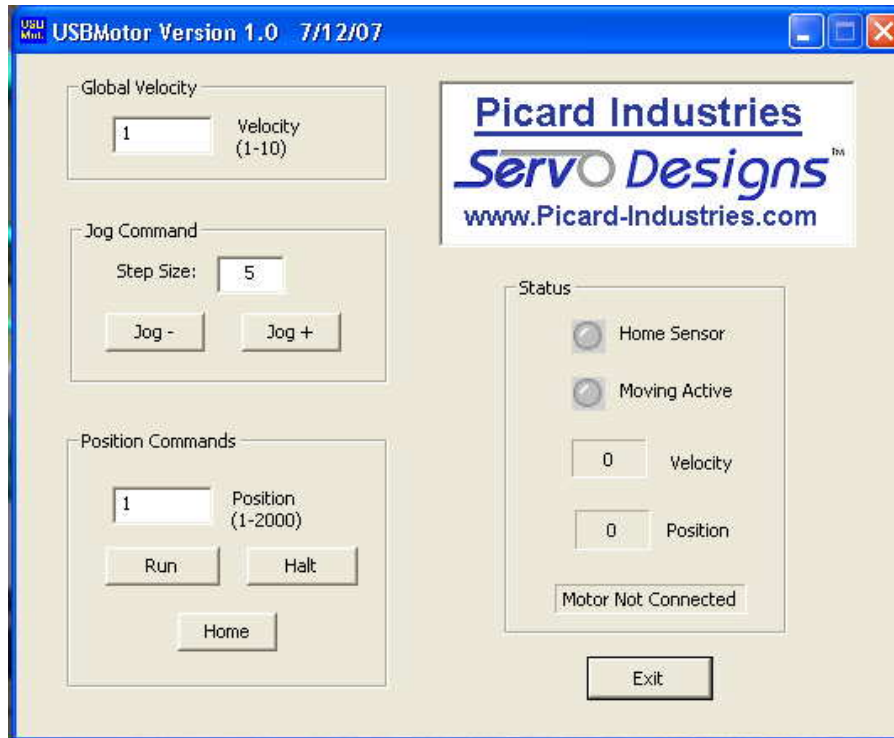 USBMotor Version 1.0 7/12/07
Global Velocity
1
Velocity
(1-10)
Jog Command
Step Size: 5
Jog - Jog +
Position Commands
1
Position
(1-2000)
Run Halt
Home
Picard Industries
Servo Designs™
www.Picard-Industries.com
Status
Home Sensor
Moving Active
0 Velocity
0 Position
Motor Not Connected
Exit